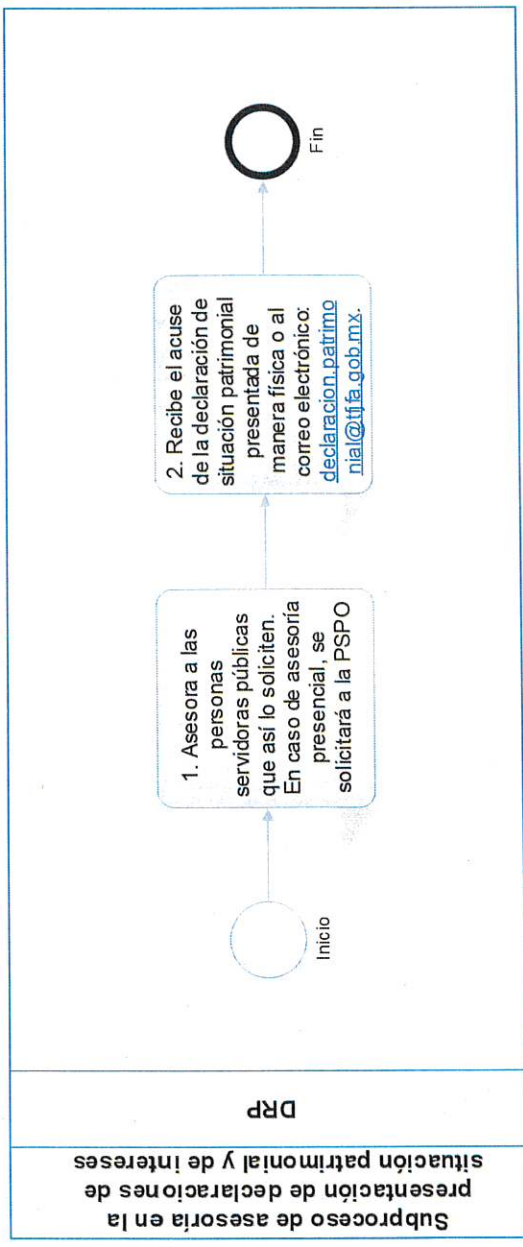 Subproceso de asesoría en la
presentación de declaraciones de
situación patrimonial y de intereses
DRP
Inicio
1. Asesora a las
personas
servidoras públicas
que así lo soliciten.
En caso de asesoría
presencial, se
solicitará a la PSPO
2. Recibe el acuse
de la declaración de
situación patrimonial
presentada de
manera física o al
correo electrónico:
declaracion.patrimo
nial@tfjfa.gob.mx.
Fin